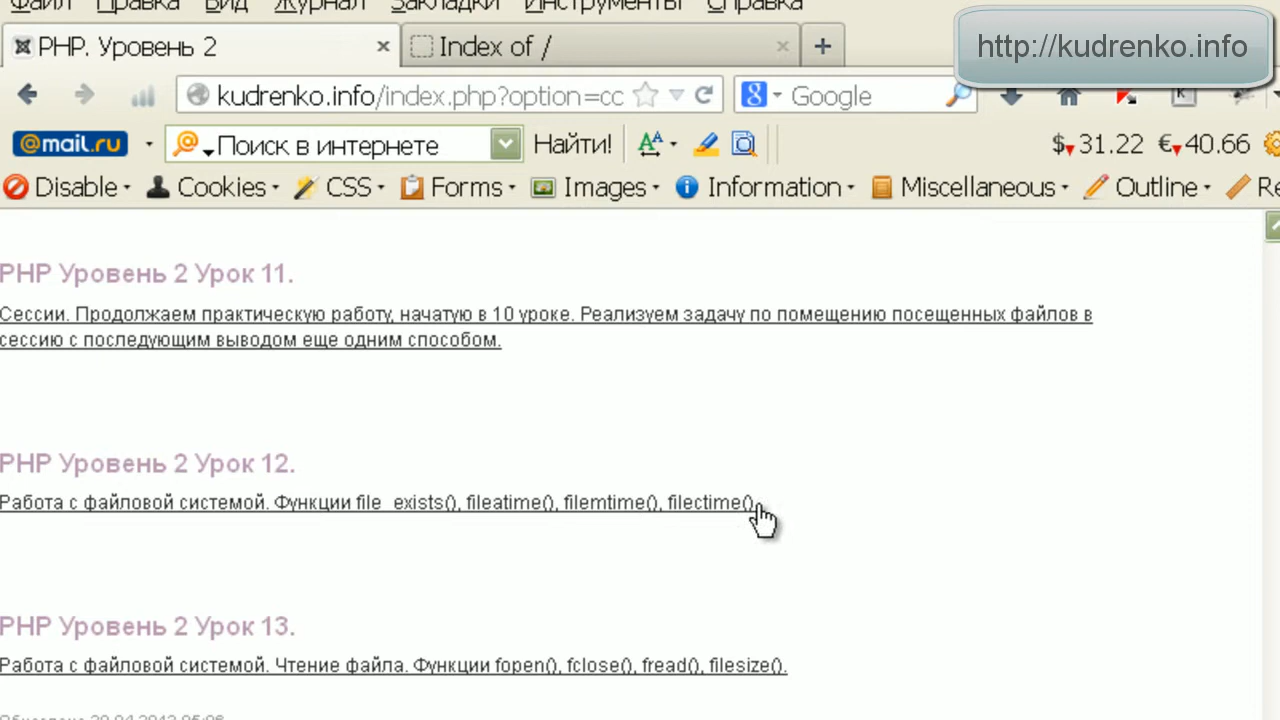 Файл Правка Вид Журнал Закладки Инструменты Справка
PHP. Уровень 2
Index of /
http://kudrenko.info
kudrenko.info/index.php?option=cc
Google
@mail.ru
Поиск в интернете
Найти!
$ 31.22 € 40.66
Disable Cookies CSS Forms Images Information Miscellaneous Outline Re
PHP Уровень 2 Урок 11.
Сессии. Продолжаем практическую работу, начатую в 10 уроке. Реализуем задачу по помещению посещенных файлов в
сессию с последующим выводом еще одним способом.
PHP Уровень 2 Урок 12.
Работа с файловой системой. Функции file_exists(), fileatime(), filemtime(), filectime()
PHP Уровень 2 Урок 13.
Работа с файловой системой. Чтение файла. Функции fopen(), fclose(), fread(), filesize().